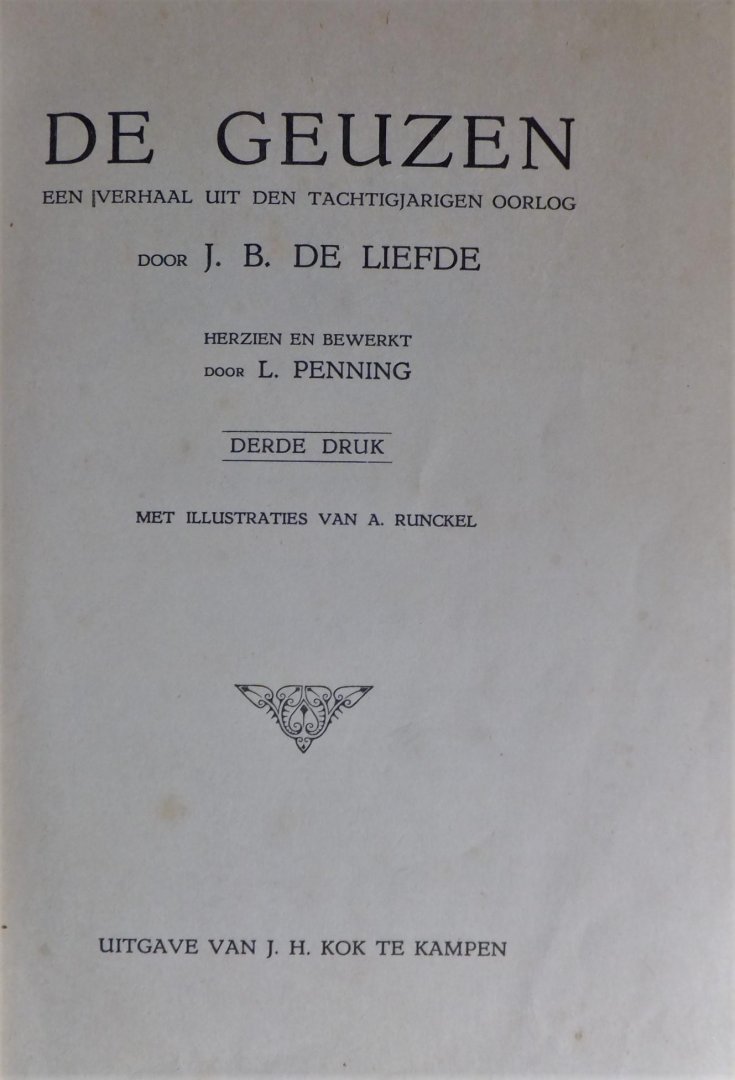 DE GEUZEN
EEN |VERHAAL UIT DEN TACHTIGJARIGEN OORLOG
DOOR J. B. DE LIEFDE
HERZIEN EN BEWERKT
DOOR L. PENNING
DERDE DRUK
MET ILLUSTRATIES VAN A. RUNCKEL
UITGAVE VAN J. H. KOK TE KAMPEN